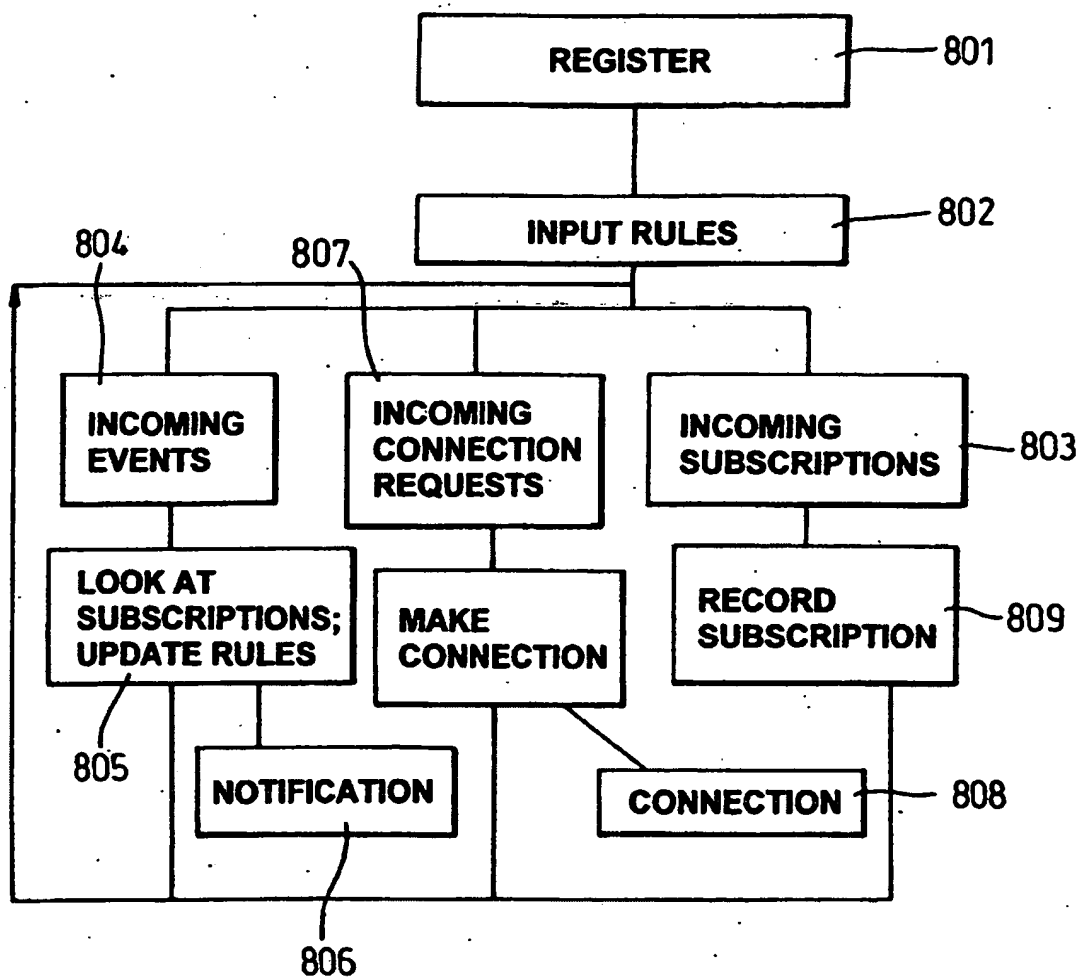 REGISTER
801
INPUT RULES
802
804
807
INCOMING
EVENTS
INCOMING
CONNECTION
REQUESTS
INCOMING
SUBSCRIPTIONS
803
LOOK AT
SUBSCRIPTIONS;
UPDATE RULES
MAKE
CONNECTION
RECORD
SUBSCRIPTION
809
805
NOTIFICATION
CONNECTION
808
806